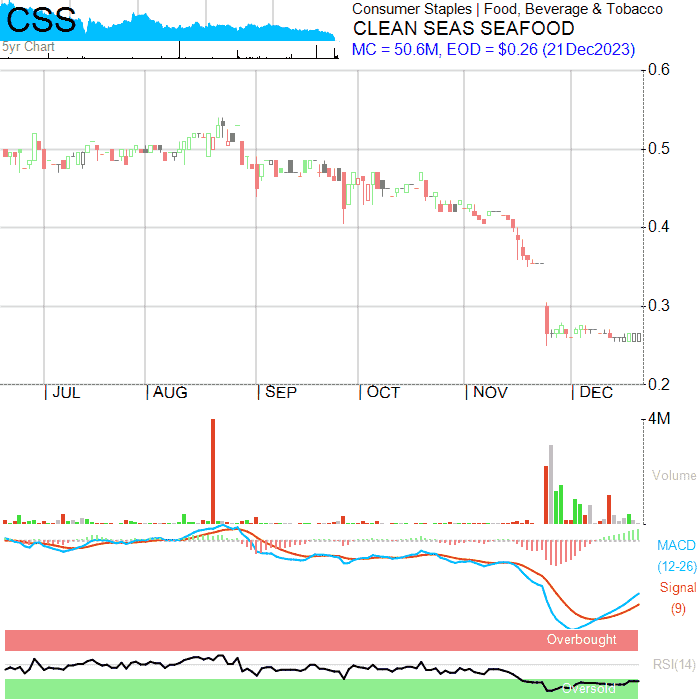 CSS
5yr Chart
Consumer Staples | Food, Beverage & Tobacco
CLEAN SEAS SEAFOOD
MC = 50.6M, EOD = $0.26 (21Dec2023)
0.6
0.5
0.4
0.3
0.2
| JUL | AUG | SEP | OCT | NOV | DEC
4M
Volume
MACD
(12-26)
Signal
(9)
Overbought
RSI(14)
Oversold